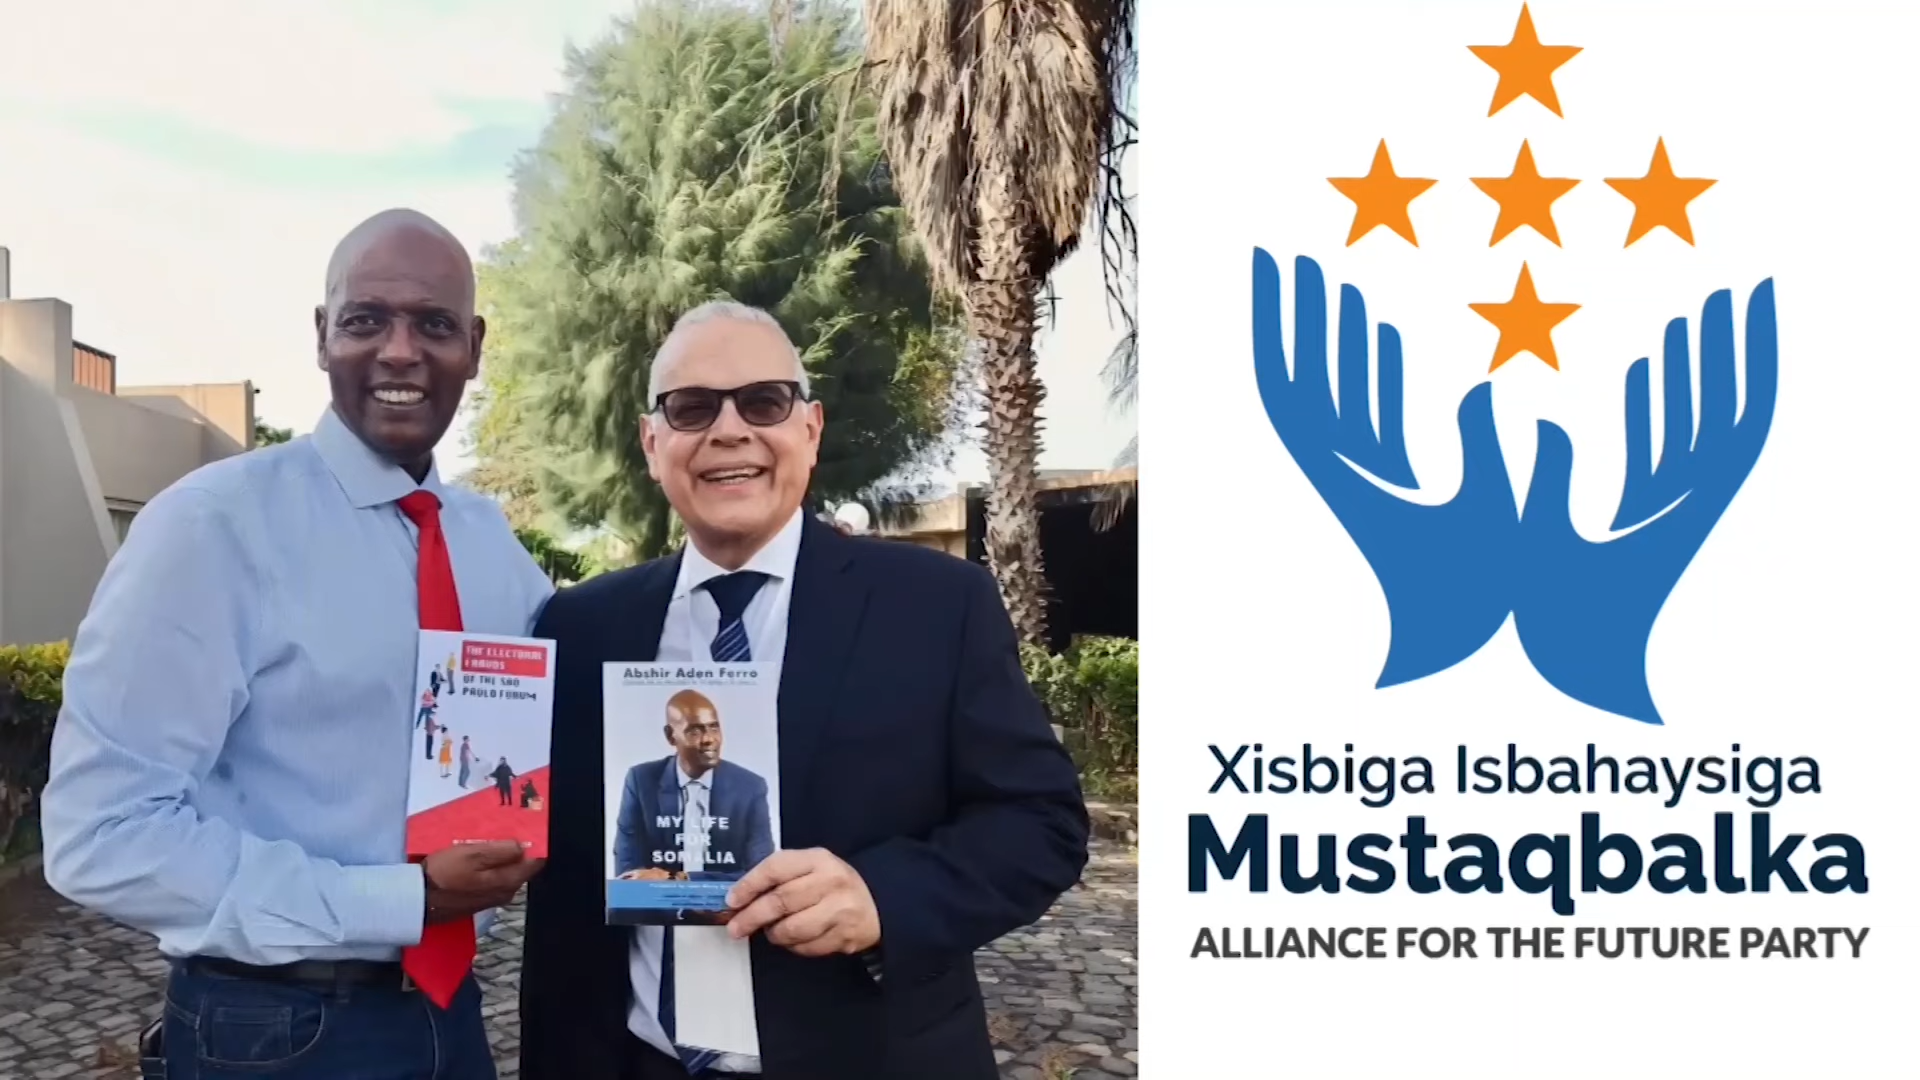 THE ELECTORAL
FRAUDS
OF THE SAO
PAULO FORUM
Abshir Aden Ferro
MY LIFE
FOR
SOMALIA
Xisbiga Isbahaysiga
Mustaqbalka
ALLIANCE FOR THE FUTURE PARTY